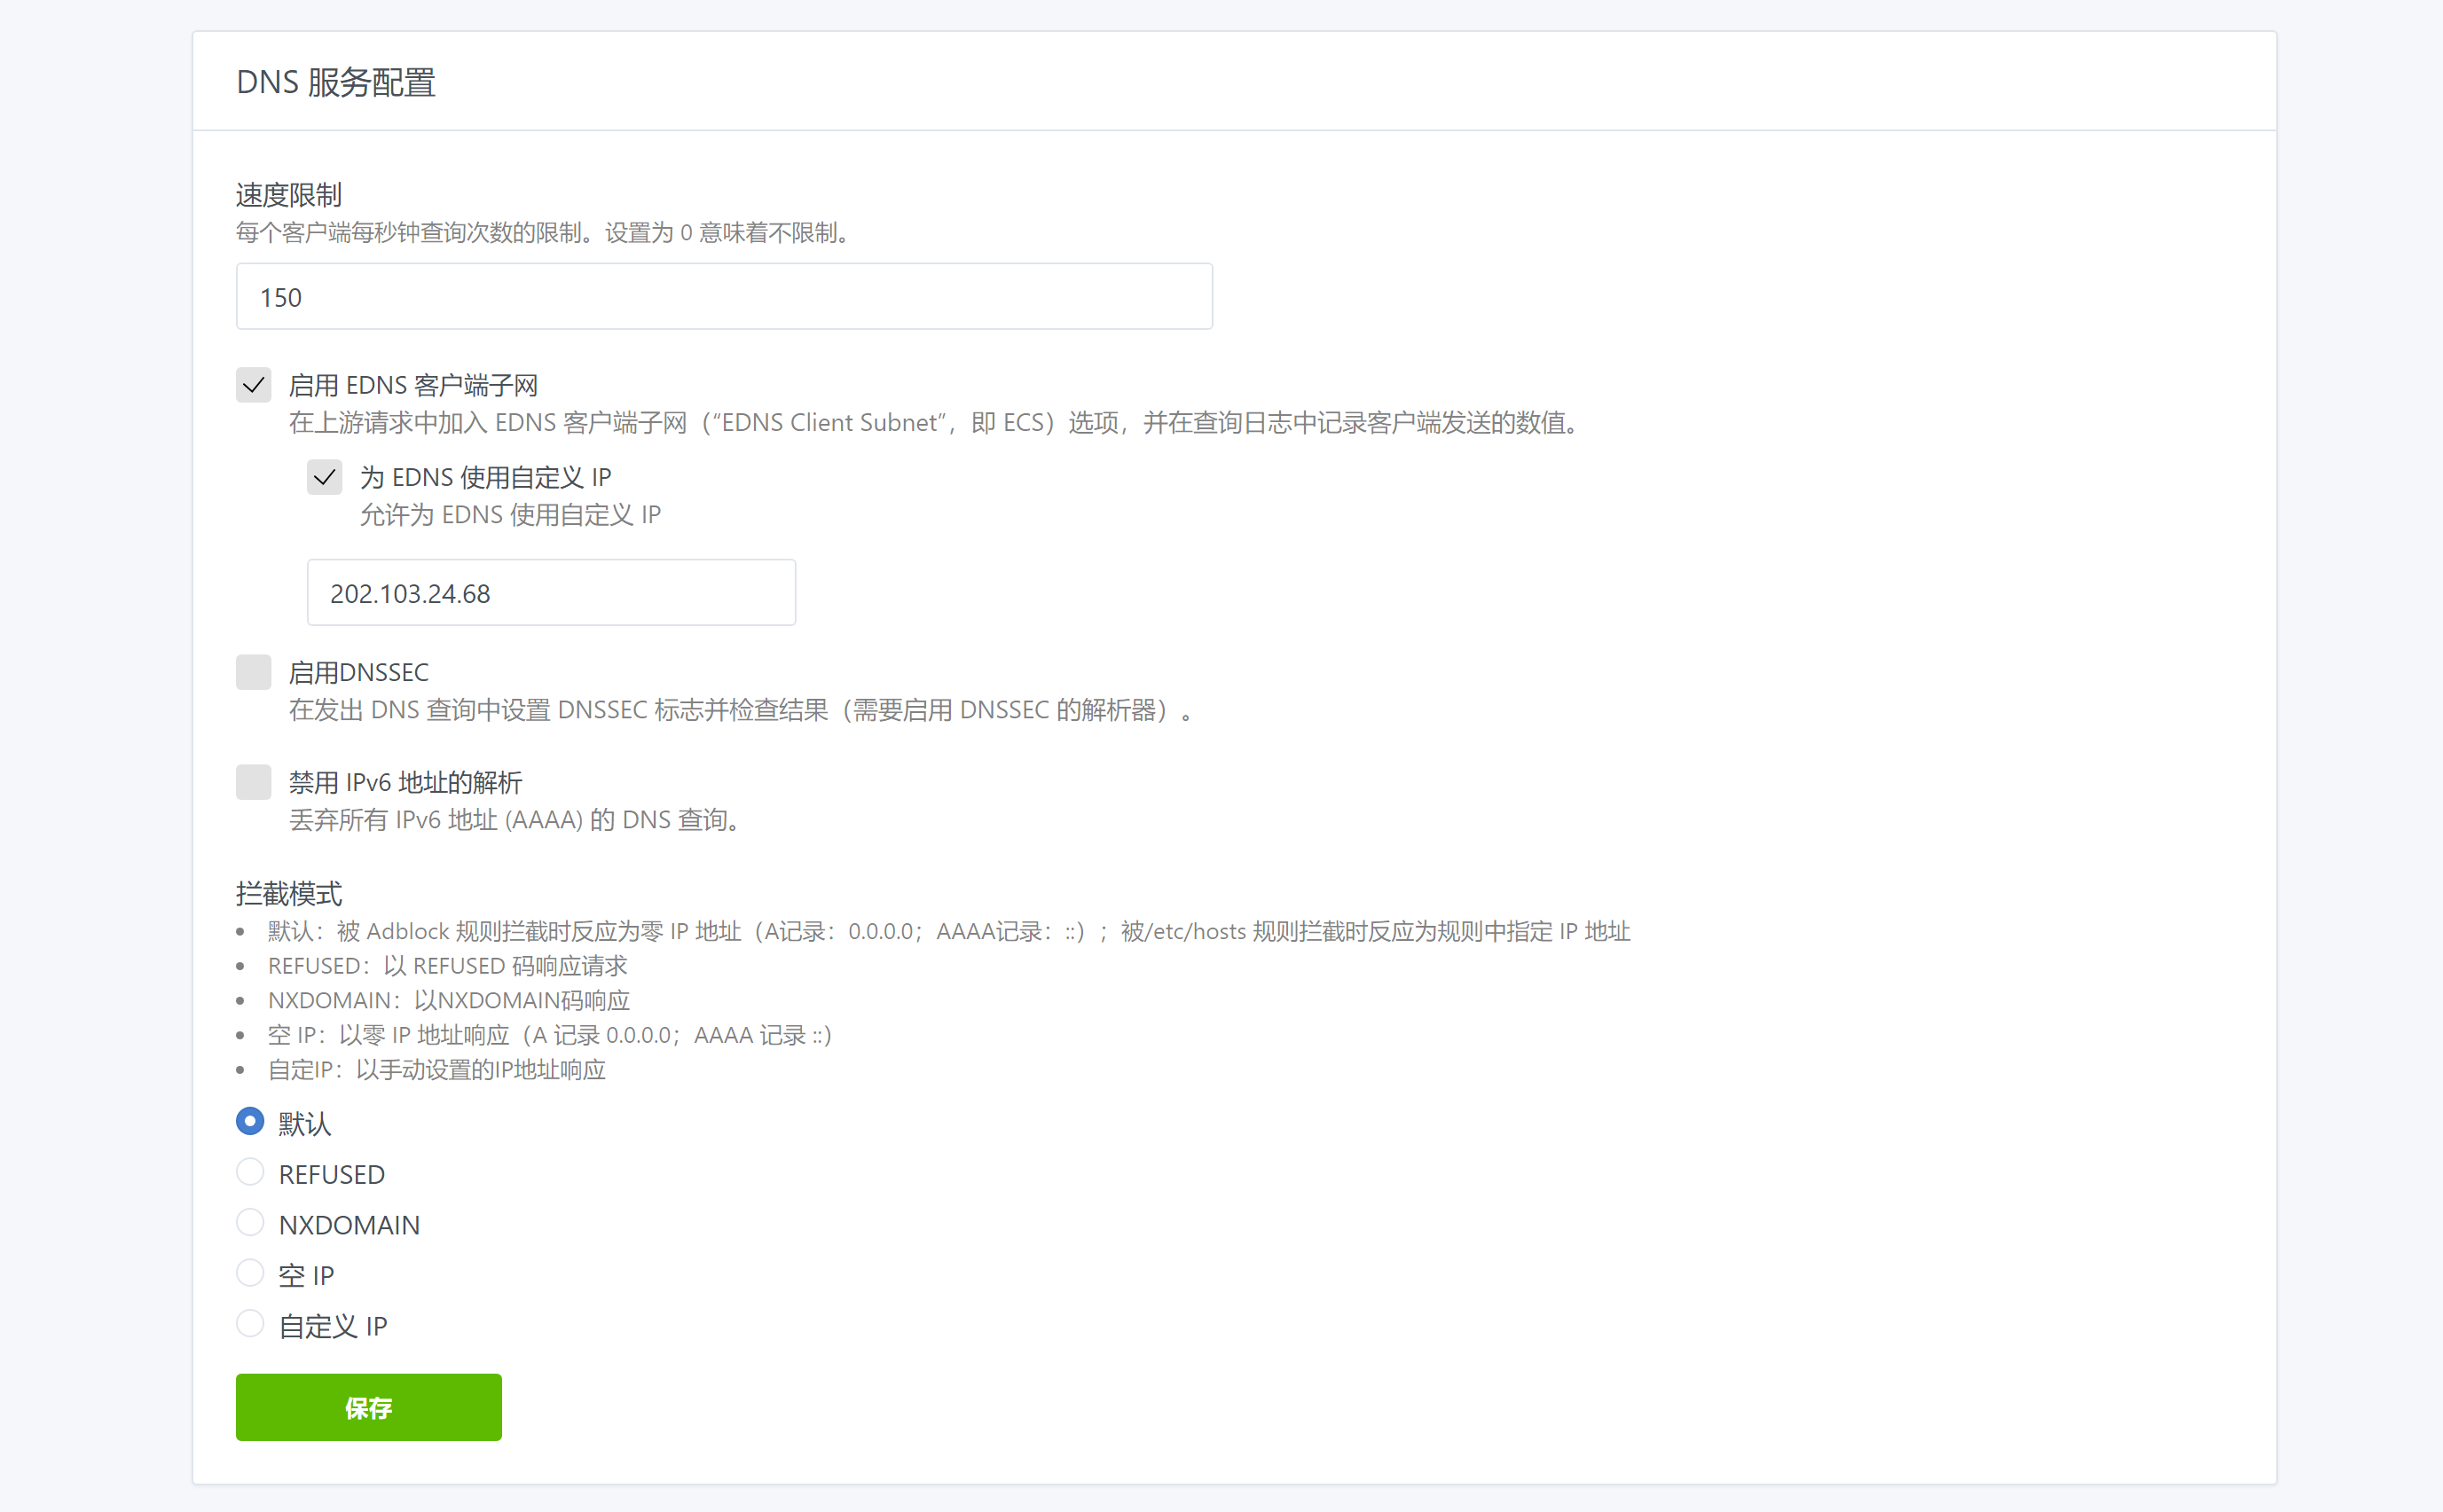 DNS 服务配置
速度限制
每个客户端每秒钟查询次数的限制。设置为 0 意味着不限制。
150
启用 EDNS 客户端子网
在上游请求中加入 EDNS 客户端子网（“EDNS Client Subnet”，即 ECS）选项，并在查询日志中记录客户端发送的数值。
为 EDNS 使用自定义 IP
允许为 EDNS 使用自定义 IP
202.103.24.68
启用DNSSEC
在发出 DNS 查询中设置 DNSSEC 标志并检查结果（需要启用 DNSSEC 的解析器）。
禁用 IPv6 地址的解析
丢弃所有 IPv6 地址 (AAAA) 的 DNS 查询。
拦截模式
• 默认：被 Adblock 规则拦截时反应为零 IP 地址（A记录：0.0.0.0；AAAA记录：::）；被/etc/hosts 规则拦截时反应为规则中指定 IP 地址
• REFUSED：以 REFUSED 码响应请求
• NXDOMAIN：以NXDOMAIN码响应
• 空 IP：以零 IP 地址响应（A 记录 0.0.0.0；AAAA 记录 ::）
• 自定IP：以手动设置的IP地址响应
默认
REFUSED
NXDOMAIN
空 IP
自定义 IP
保存